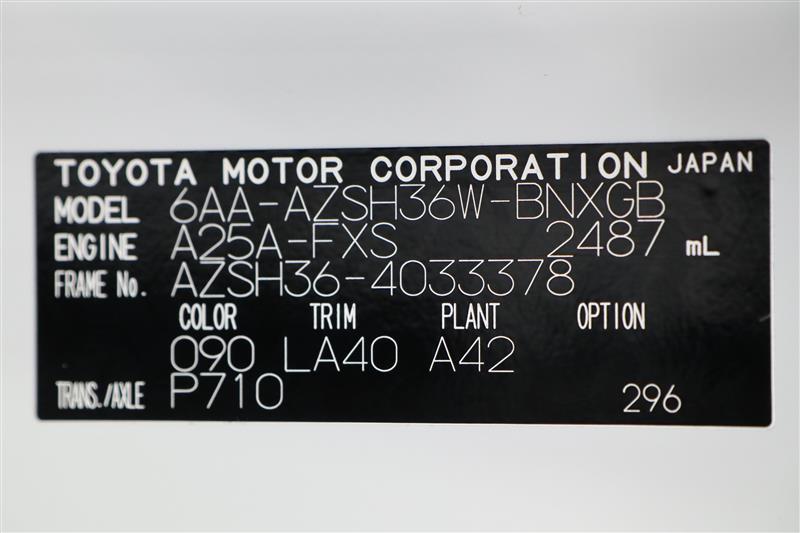 TOYOTA MOTOR CORPORATION JAPAN
MODEL 6AA-AZSH36W-BNXGB
ENGINE A25A-FXS 2487 mL
FRAME No. AZSH36-4033378
COLOR TRIM PLANT OPTION
090 LA40 A42
TRANS./AXLE P710 296